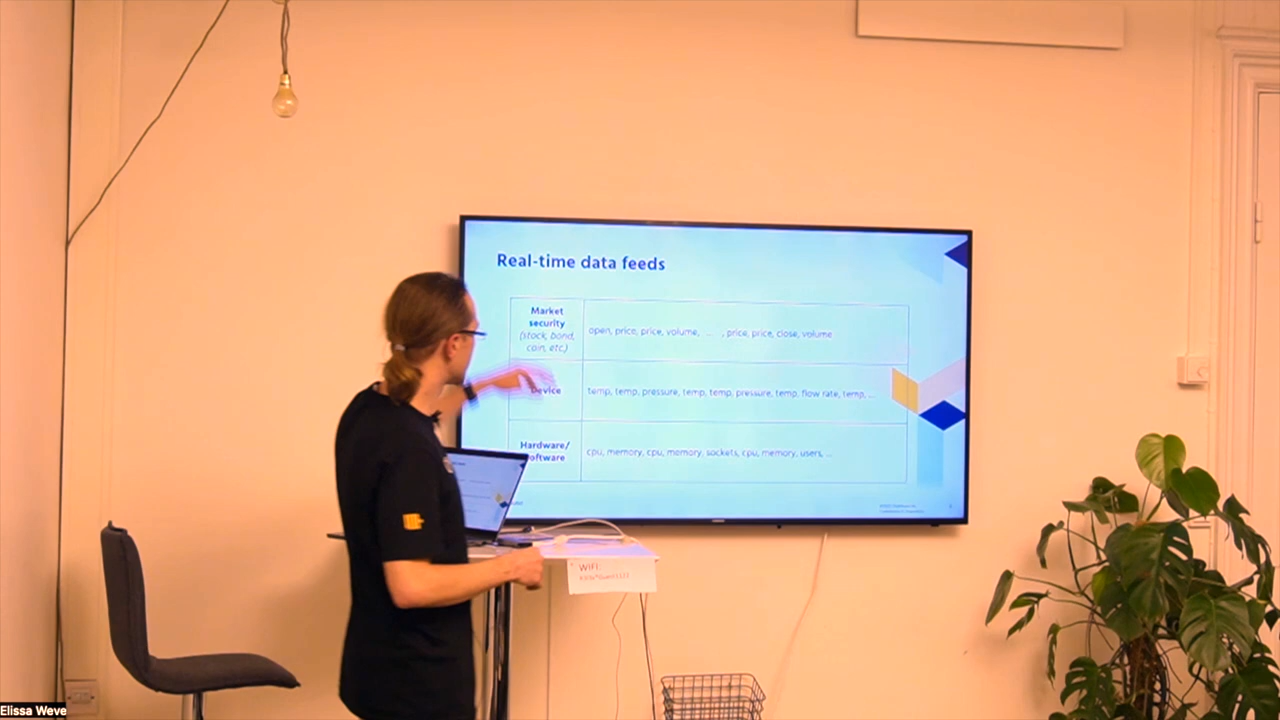 Real-time data feeds
Market
security
(stock, bond,
coin, etc.)
open, price, price, volume, ... , price, price, close, volume
Device
temp, temp, pressure, temp, temp, pressure, temp, flow rate, temp, ...
Hardware/
software
cpu, memory, cpu, memory, sockets, cpu, memory, users, ...
WIFI:
Elissa Weve